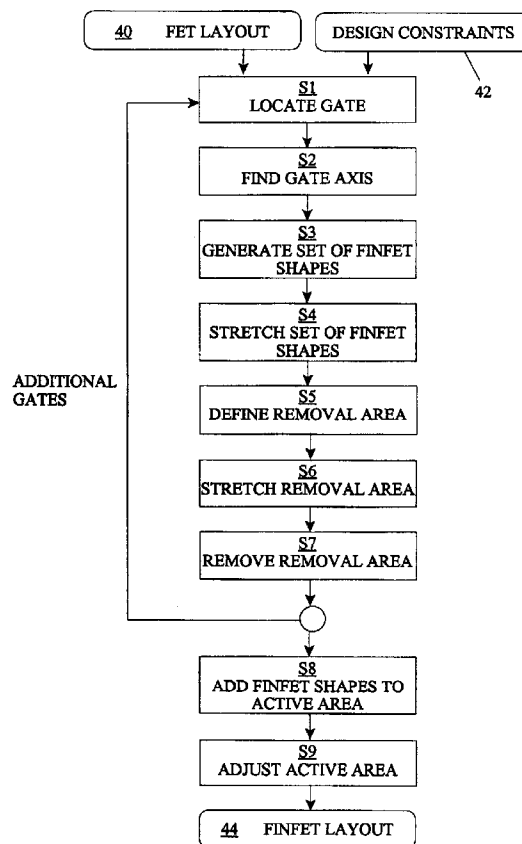 40 FET LAYOUT
DESIGN CONSTRAINTS
42
S1
LOCATE GATE
S2
FIND GATE AXIS
S3
GENERATE SET OF FINFET
SHAPES
S4
STRETCH SET OF FINFET
SHAPES
ADDITIONAL
GATES
S5
DEFINE REMOVAL AREA
S6
STRETCH REMOVAL AREA
S7
REMOVE REMOVAL AREA
S8
ADD FINFET SHAPES TO
ACTIVE AREA
S9
ADJUST ACTIVE AREA
44 FINFET LAYOUT